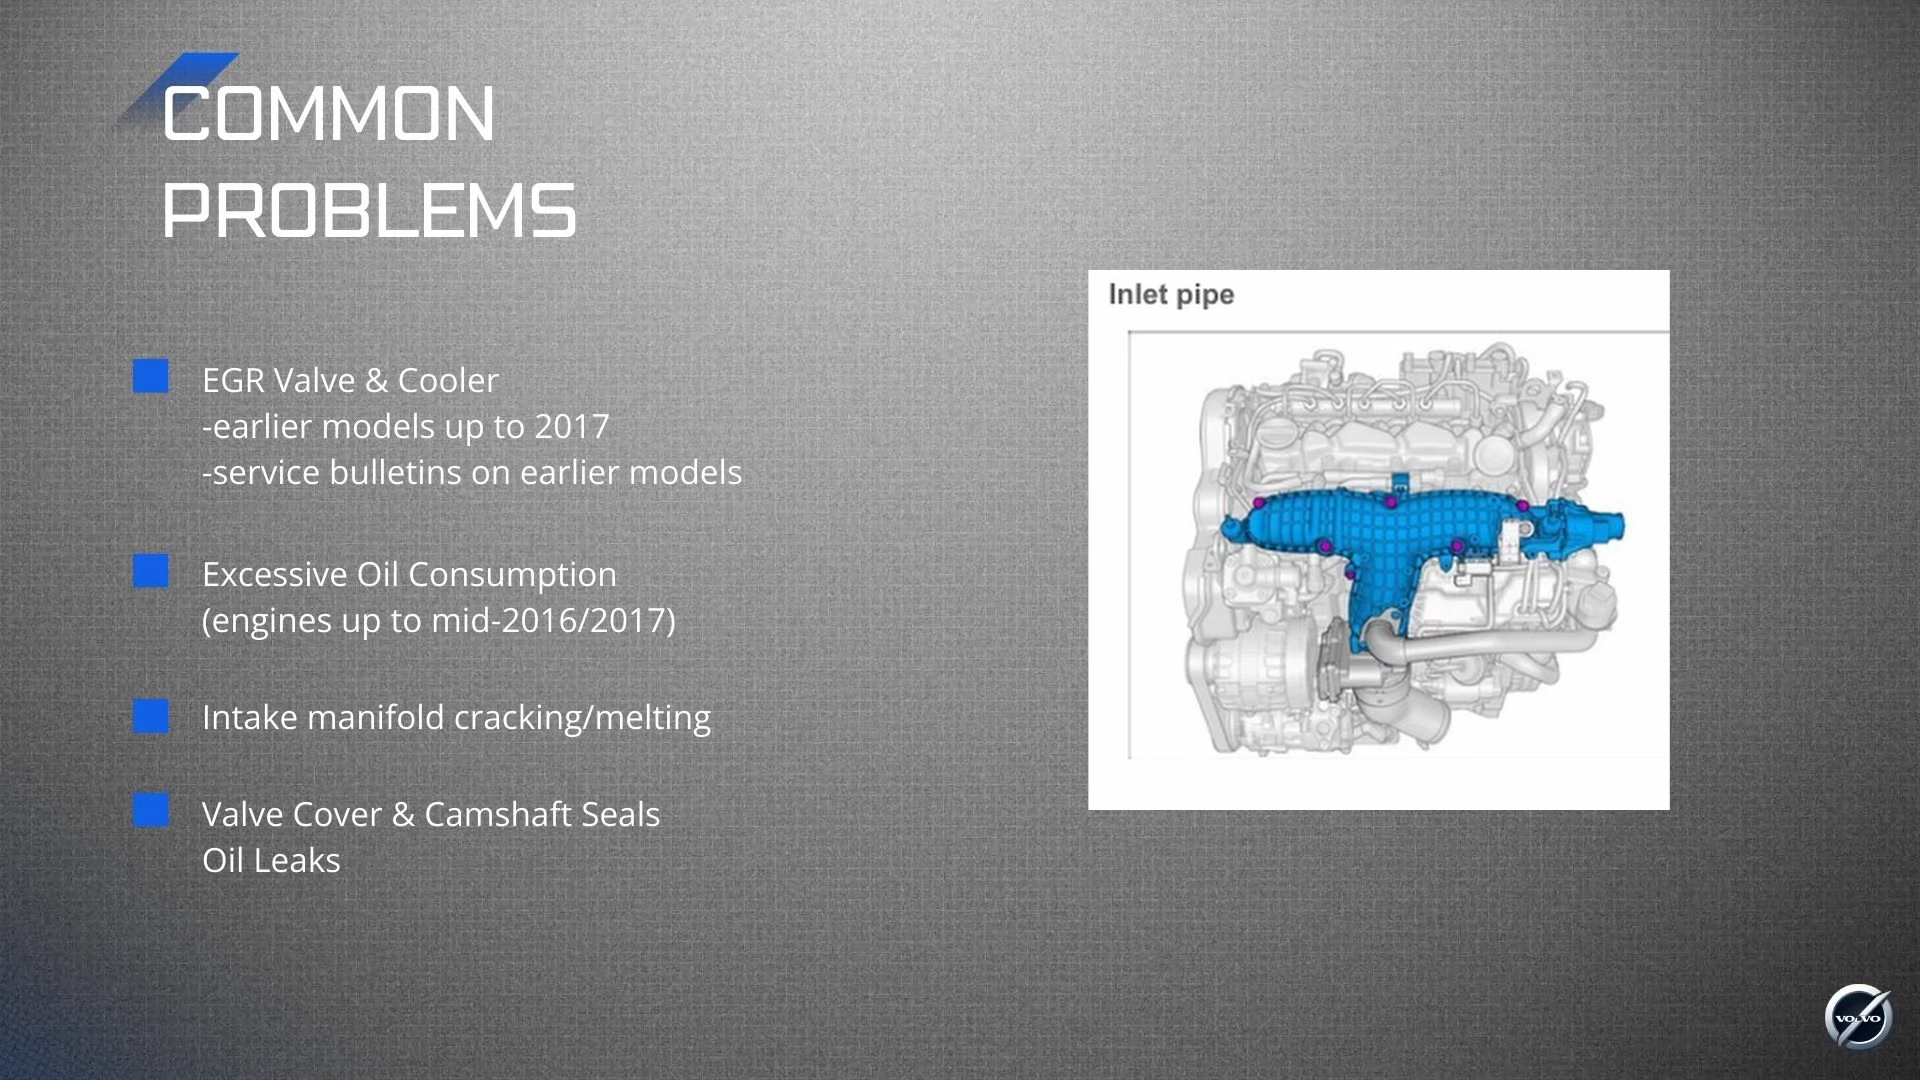 COMMON
PROBLEMS
EGR Valve & Cooler
-earlier models up to 2017
-service bulletins on earlier models
Excessive Oil Consumption
(engines up to mid-2016/2017)
Intake manifold cracking/melting
Valve Cover & Camshaft Seals
Oil Leaks
Inlet pipe
VOLVO